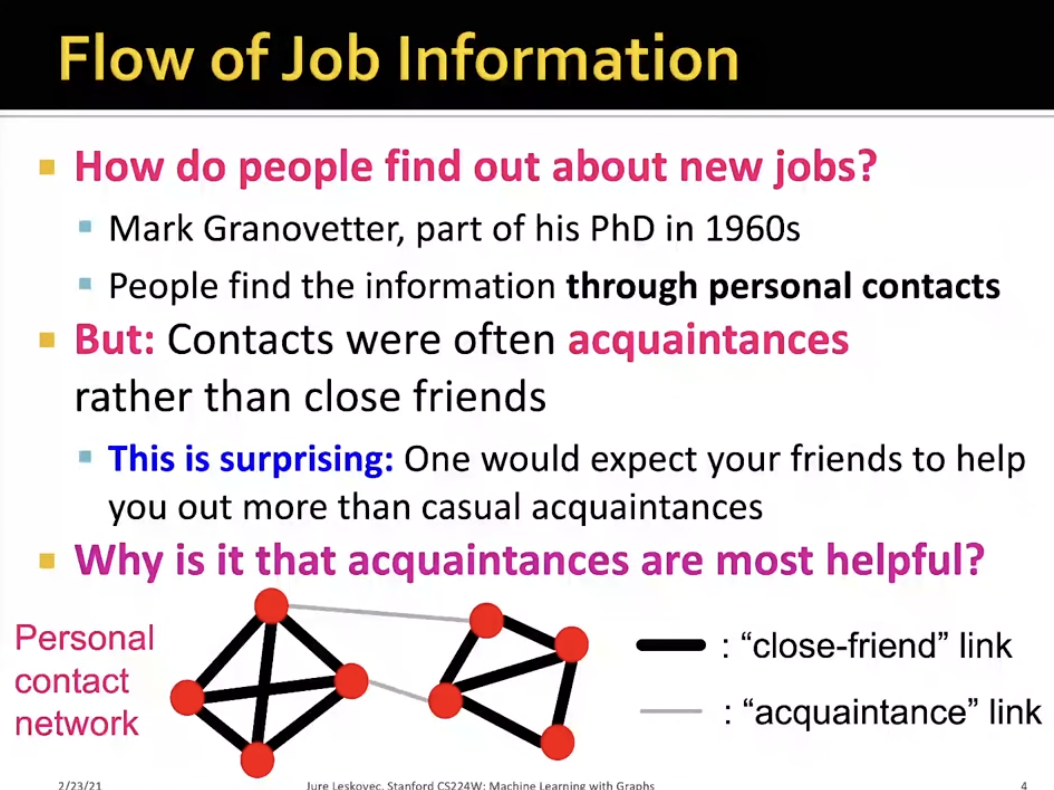 Flow of Job Information
How do people find out about new jobs?
Mark Granovetter, part of his PhD in 1960s
People find the information through personal contacts
But: Contacts were often acquaintances
rather than close friends
This is surprising: One would expect your friends to help
you out more than casual acquaintances
Why is it that acquaintances are most helpful?
Personal
contact
network
: “close-friend” link
: “acquaintance” link
2/23/21
Jure Leskovec, Stanford CS224W: Machine Learning with Graphs
4